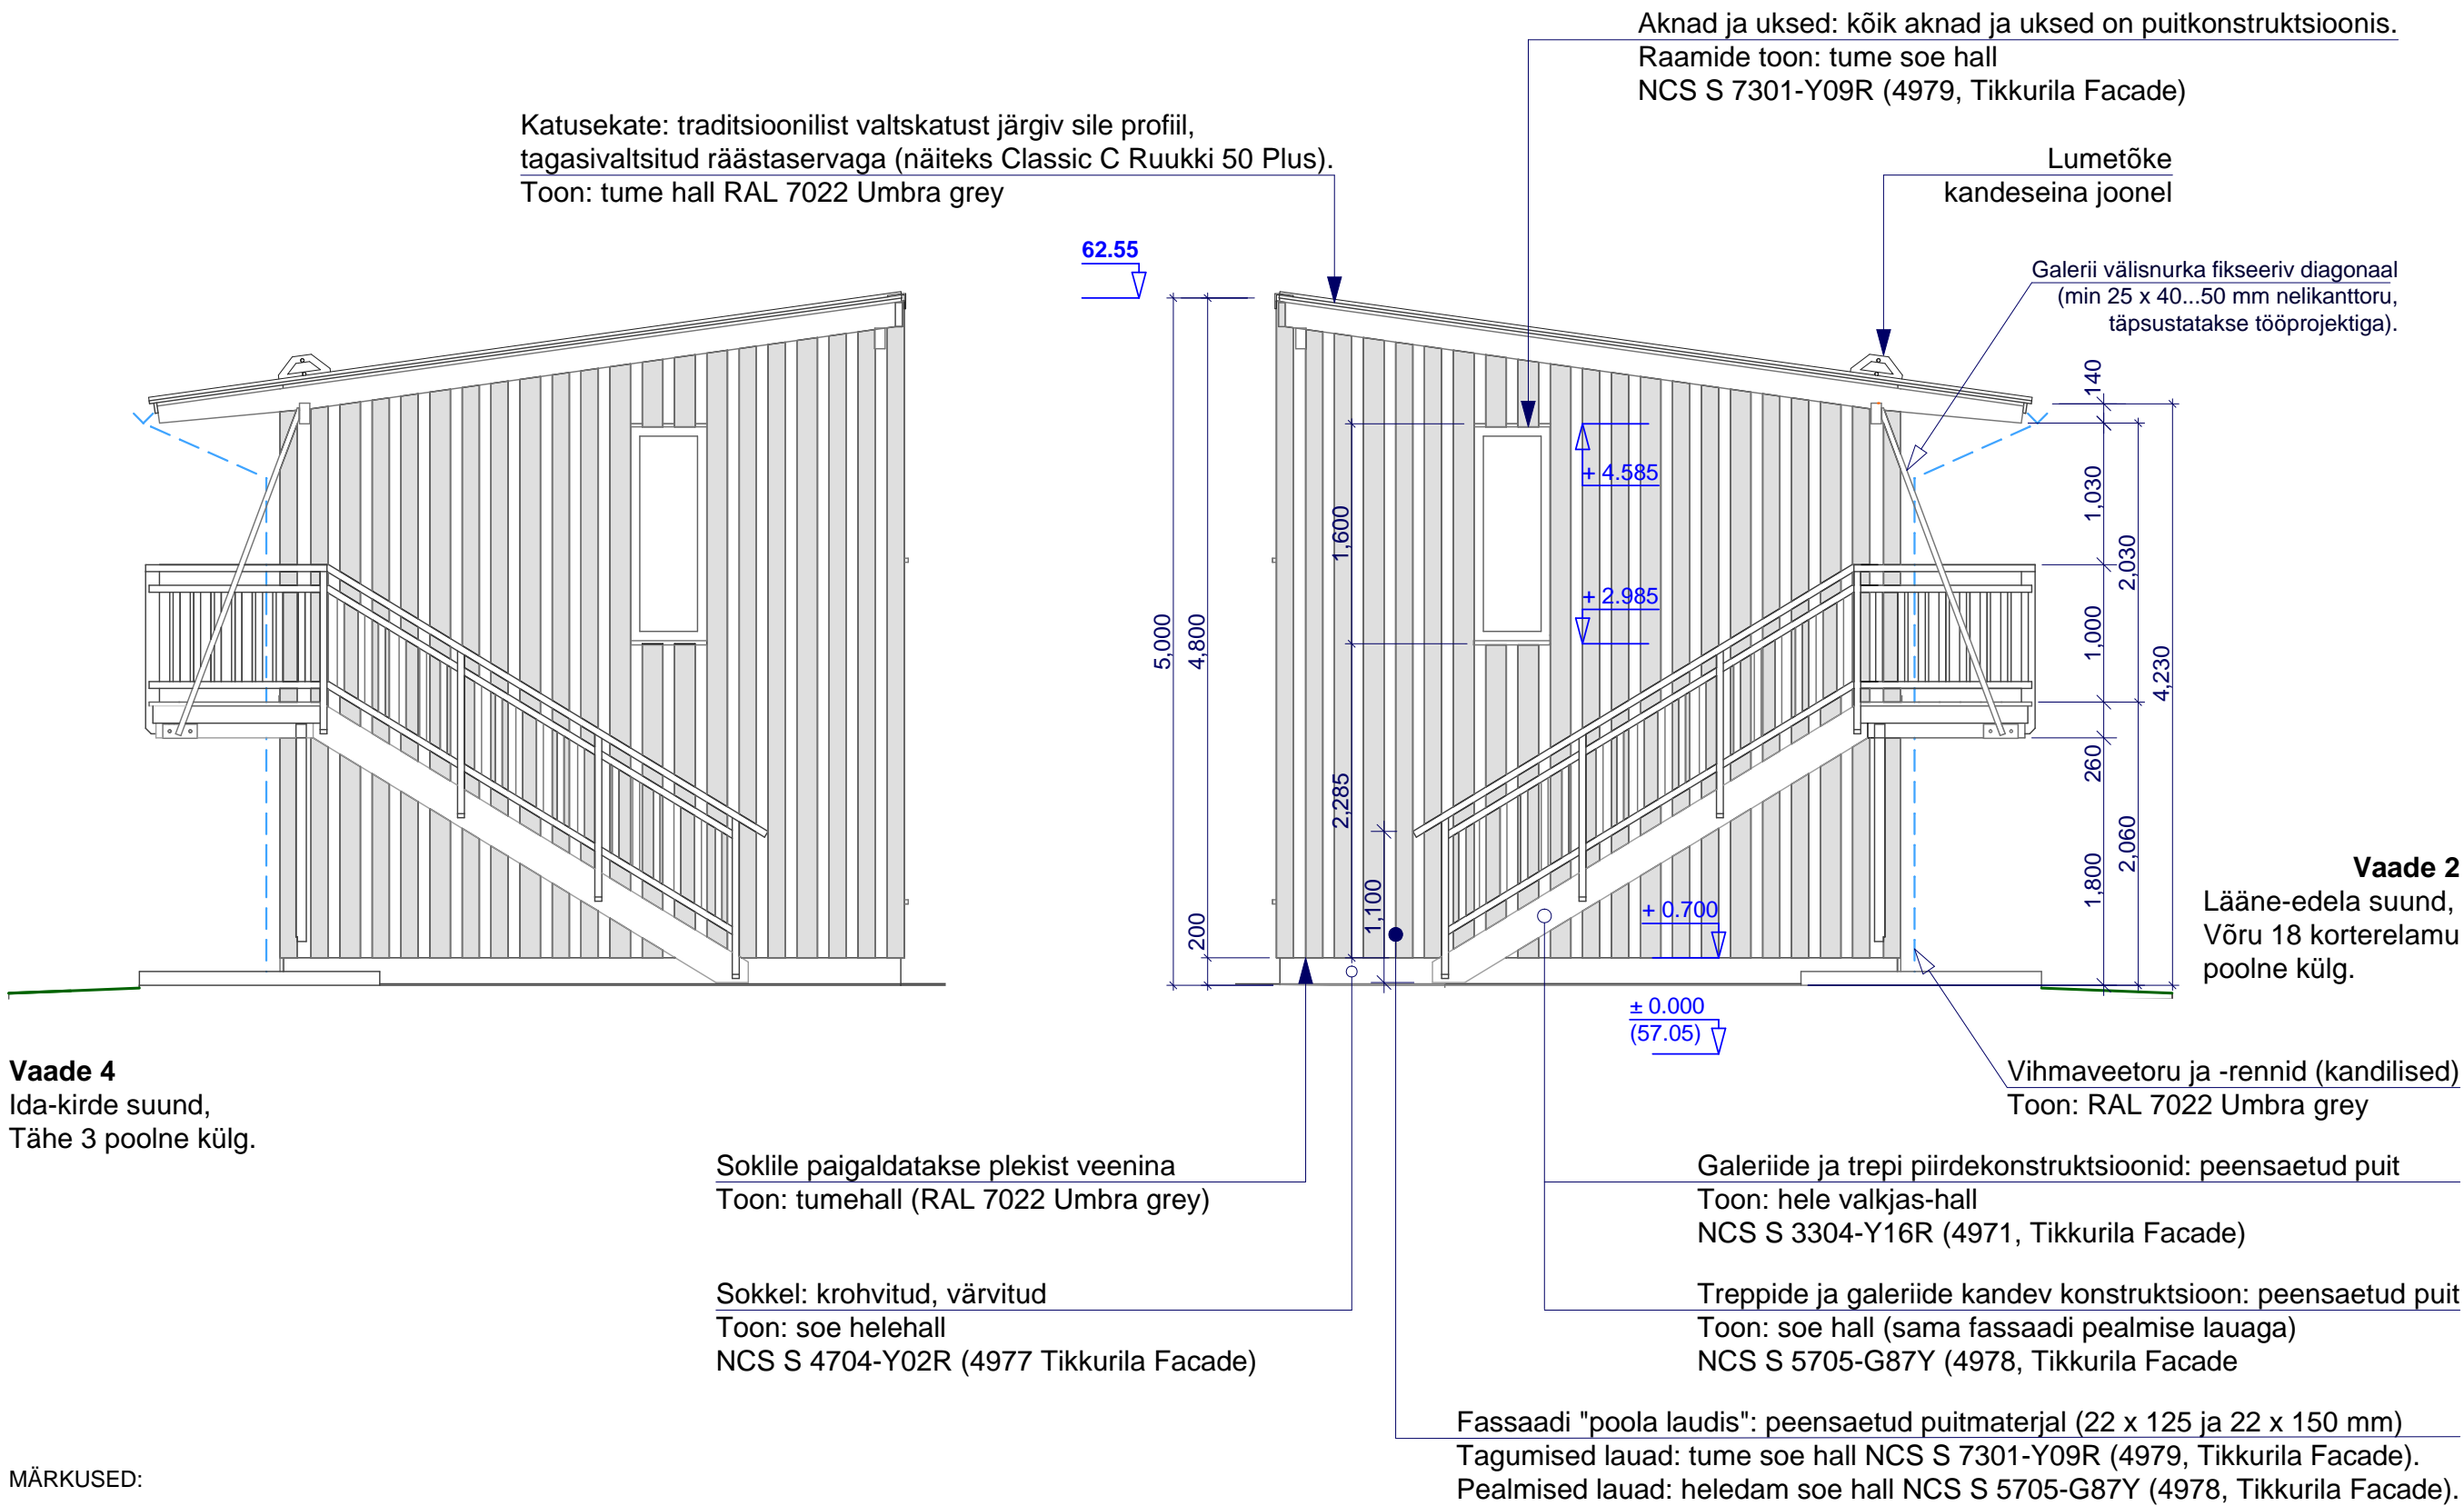 Aknad ja uksed: kõik aknad ja uksed on puitkonstruktsioonis.
Raamide toon: tume soe hall
NCS S 7301-Y09R (4979, Tikkurila Facade)
Katusekate: traditsioonilist valtskatust järgiv sile profiil,
tagasivaltsitud räästaservaga (näiteks Classic C Ruukki 50 Plus).
Toon: tume hall RAL 7022 Umbra grey
Lumetõke
kandeseina joonel
62.55
Galerii välisnurka fikseeriv diagonaal
(min 25 x 40...50 mm nelikanttoru,
täpsustatakse tööprojektiga).
140
+ 4.585
1,030
1,600
2,030
+ 2.985
5,000
4,800
1,000
4,230
260
2,285
2,060
1,800
1,100
+ 0.700
200
Vaade 2
Lääne-edela suund,
Võru 18 korterelamu
poolne külg.
± 0.000
(57.05)
Vaade 4
Ida-kirde suund,
Tähe 3 poolne külg.
Vihmaveetoru ja -rennid (kandilised)
Toon: RAL 7022 Umbra grey
Soklile paigaldatakse plekist veenina
Toon: tumehall (RAL 7022 Umbra grey)
Galeriide ja trepi piirdekonstruktsioonid: peensaetud puit
Toon: hele valkjas-hall
NCS S 3304-Y16R (4971, Tikkurila Facade)
Sokkel: krohvitud, värvitud
Toon: soe helehall
NCS S 4704-Y02R (4977 Tikkurila Facade)
Treppide ja galeriide kandev konstruktsioon: peensaetud puit
Toon: soe hall (sama fassaadi pealmise lauaga)
NCS S 5705-G87Y (4978, Tikkurila Facade
Fassaadi "poola laudis": peensaetud puitmaterjal (22 x 125 ja 22 x 150 mm)
Tagumised lauad: tume soe hall NCS S 7301-Y09R (4979, Tikkurila Facade).
Pealmised lauad: heledam soe hall NCS S 5705-G87Y (4978, Tikkurila Facade).
MÄRKUSED: